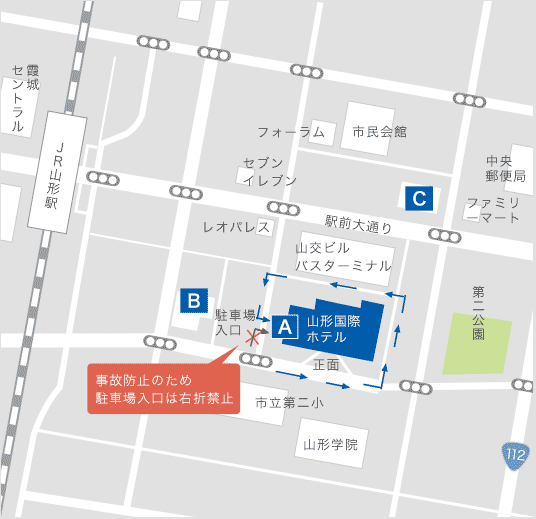 霞城
セントラル
JR山形駅
フォーラム
市民会館
セブン
イレブン
中央
郵便局
C
ファミリ
ーマート
レオパレス
駅前大通り
山交ビル
バスターミナル
B
駐車場
入口
A
山形国際
ホテル
第二公園
正面
事故防止のため
駐車場入口は右折禁止
市立第二小
山形学院
112